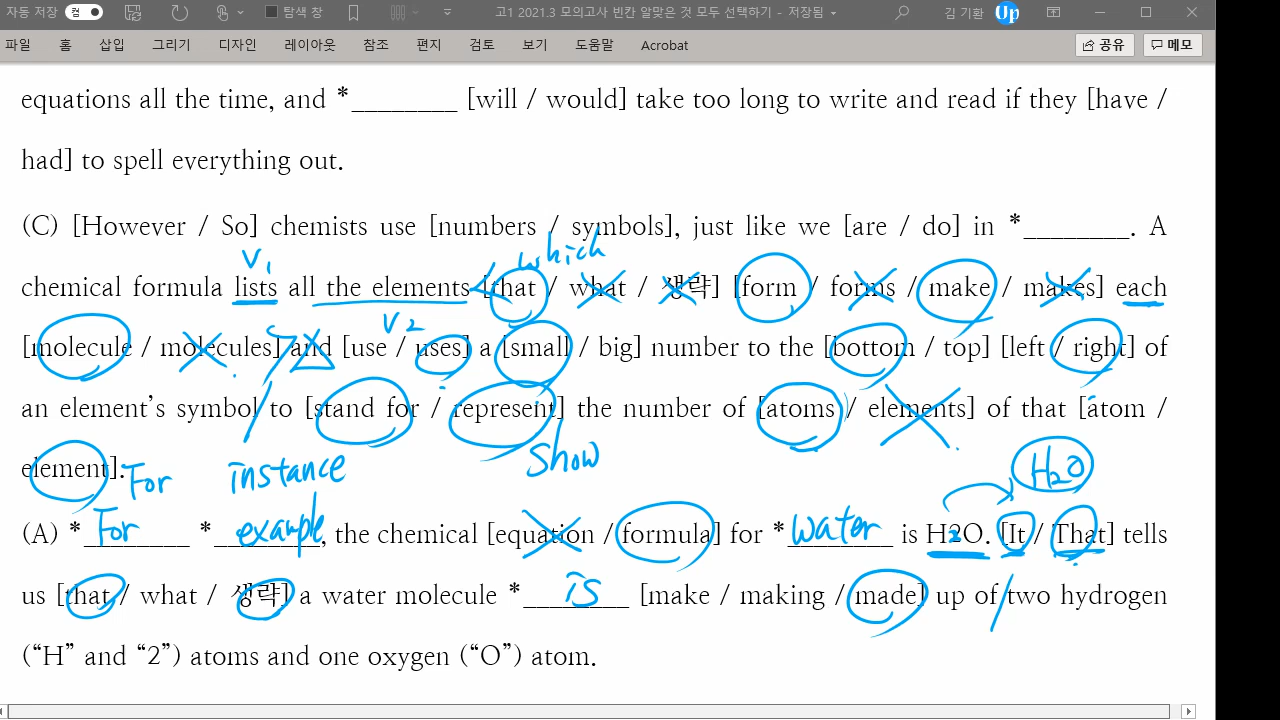 자동 저장 컴 탐색 창 고1 2021.3 모의고사 빈칸 알맞은 것 모두 선택하기 - 저장됨 김 기환 Up
파일 홈 삽입 그리기 디자인 레이아웃 참조 편지 검토 보기 도움말 Acrobat 공유 메모
equations all the time, and *________ [will / would] take too long to write and read if they [have /
had] to spell everything out.
(C) [However / So] chemists use [numbers / symbols], just like we [are / do] in *________. A
V1 which
chemical formula lists all the elements [that / what / 생략] [form / forms / make / makes] each
V2
[molecule / molecules] and [use / uses] a [small / big] number to the [bottom / top] [left / right] of
an element's symbol to [stand for / represent] the number of [atoms / elements] of that [atom /
show
element].
For instance H2O
(A) *For *example, the chemical [equation / formula] for *water is H2O. [It / That] tells
us [that / what / 생략] a water molecule *is [make / making / made] up of two hydrogen
("H" and "2") atoms and one oxygen ("O") atom.